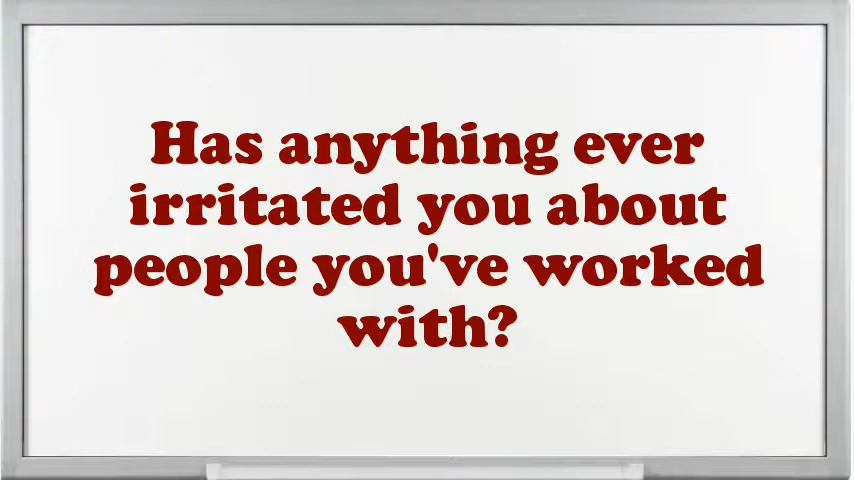 Has anything ever
irritated you about
people you've worked
with?